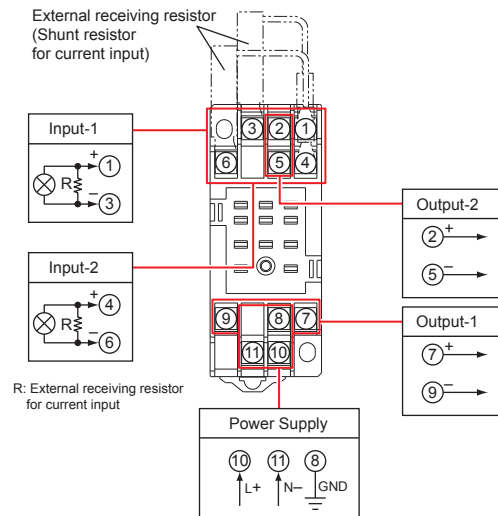 External receiving resistor
(Shunt resistor
for current input)
Input-1
+ 1
R
− 3
3 2 1
6 5 4
Input-2
+ 4
R
− 6
R: External receiving resistor
for current input
Output-2
2 +
5 −
9 8 7
11 10
Output-1
7 +
9 −
Power Supply
10 11 8
L+ N− GND